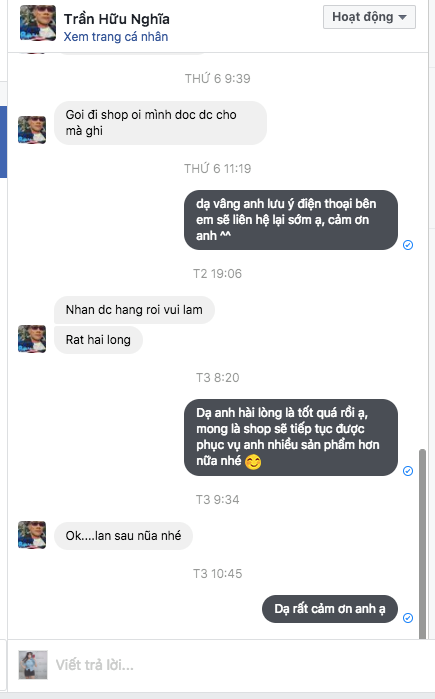 Trần Hữu Nghĩa
Xem trang cá nhân
Hoạt động
THỨ 6 9:39
Goi đi shop oi mình doc dc cho
mà ghi
THỨ 6 11:19
dạ vâng anh lưu ý điện thoại bên
em sẽ liên hệ lại sớm ạ, cảm ơn
anh ^^
T2 19:06
Nhan dc hang roi vui lam
Rat hai long
T3 8:20
Dạ anh hài lòng là tốt quá rồi ạ,
mong là shop sẽ tiếp tục được
phục vụ anh nhiều sản phẩm hơn
nữa nhé 😊
T3 9:34
Ok....lan sau nũa nhé
T3 10:45
Dạ rất cảm ơn anh ạ
Viết trả lời...